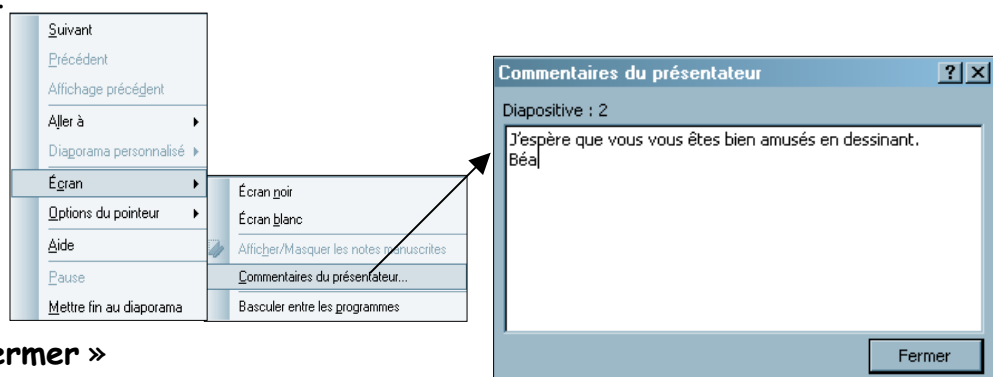 Suivant
Précédent
Affichage précédent
Aller à
Diaporama personnalisé
Écran
Options du pointeur
Aide
Pause
Mettre fin au diaporama
Écran noir
Écran blanc
Afficher/Masquer les notes manuscrites
Commentaires du présentateur...
Basculer entre les programmes
Commentaires du présentateur
Diapositive : 2
J'espère que vous vous êtes bien amusés en dessinant.
Béa
Fermer
ermer »